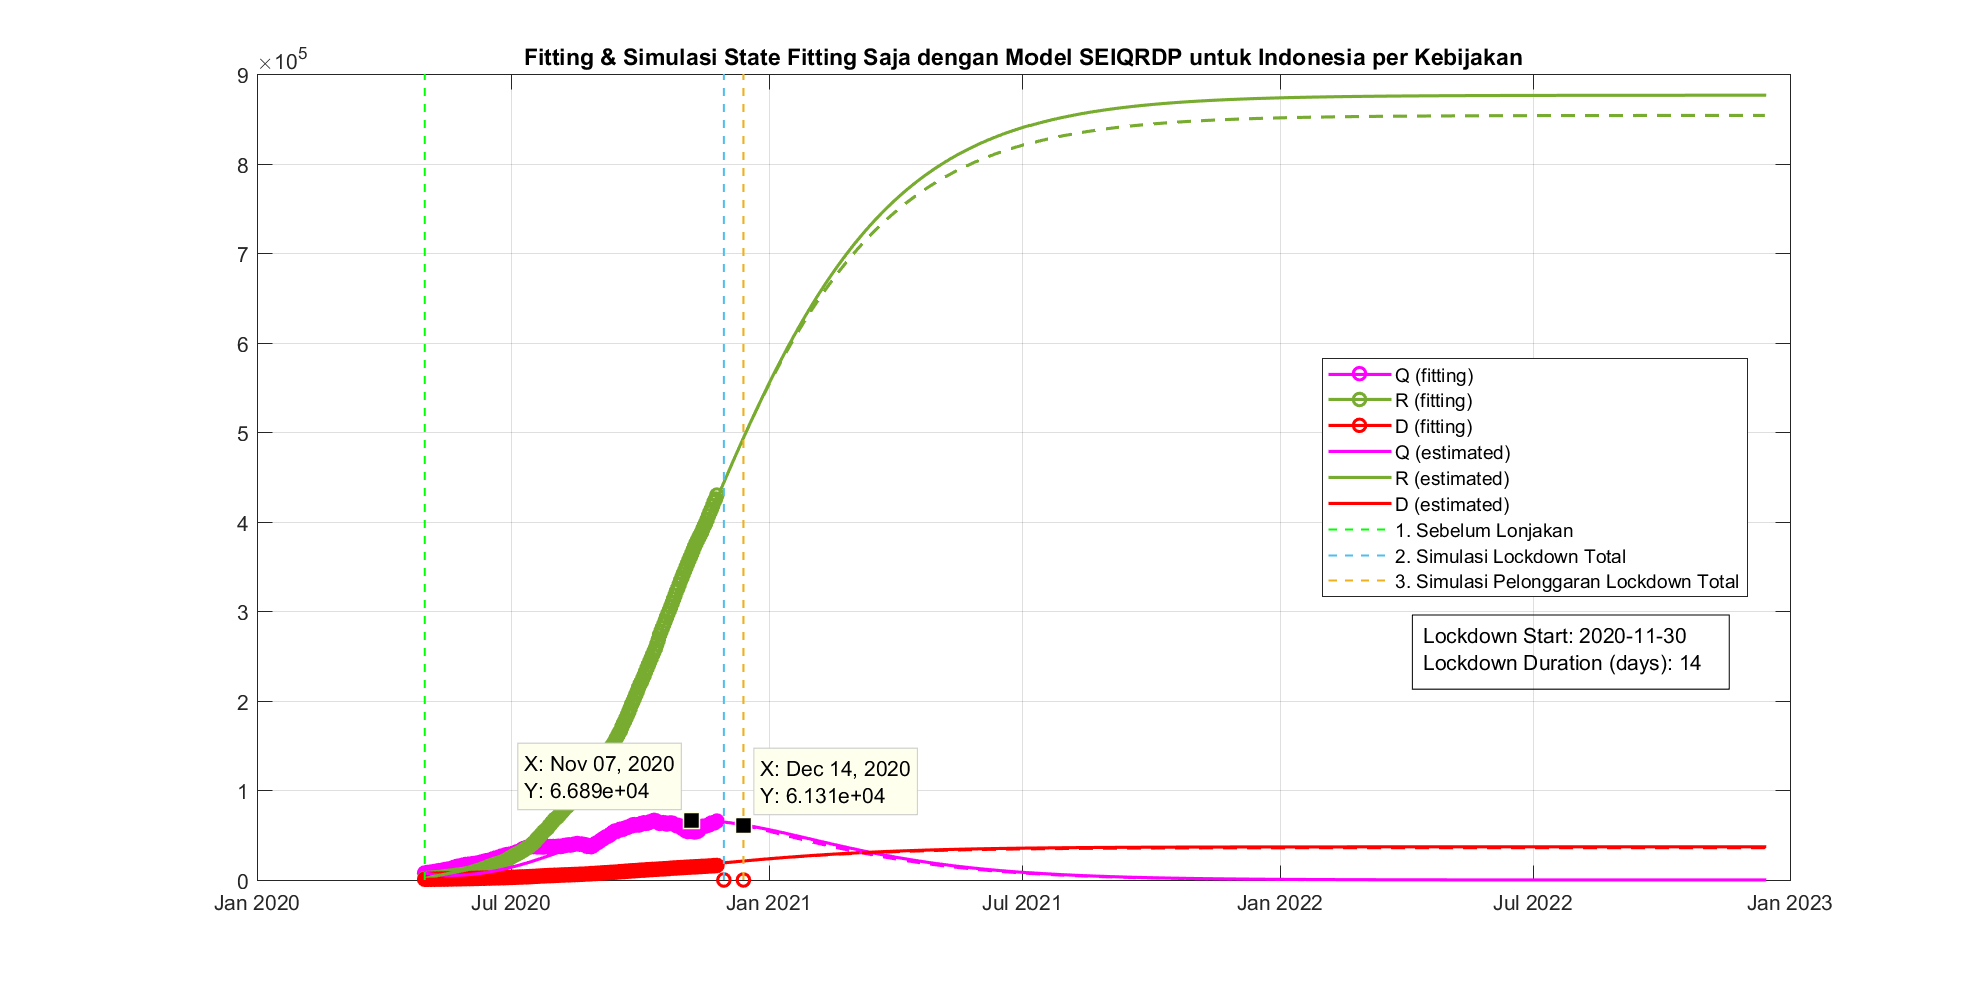 Fitting & Simulasi State Fitting Saja dengan Model SEIQRDP untuk Indonesia per Kebijakan
×10^5
9
8
7
6
5
4
3
2
1
0
Jan 2020
Jul 2020
Jan 2021
Jul 2021
Jan 2022
Jul 2022
Jan 2023
X: Nov 07, 2020
Y: 6.689e+04
X: Dec 14, 2020
Y: 6.131e+04
Q (fitting)
R (fitting)
D (fitting)
Q (estimated)
R (estimated)
D (estimated)
1. Sebelum Lonjakan
2. Simulasi Lockdown Total
3. Simulasi Pelonggaran Lockdown Total
Lockdown Start: 2020-11-30
Lockdown Duration (days): 14